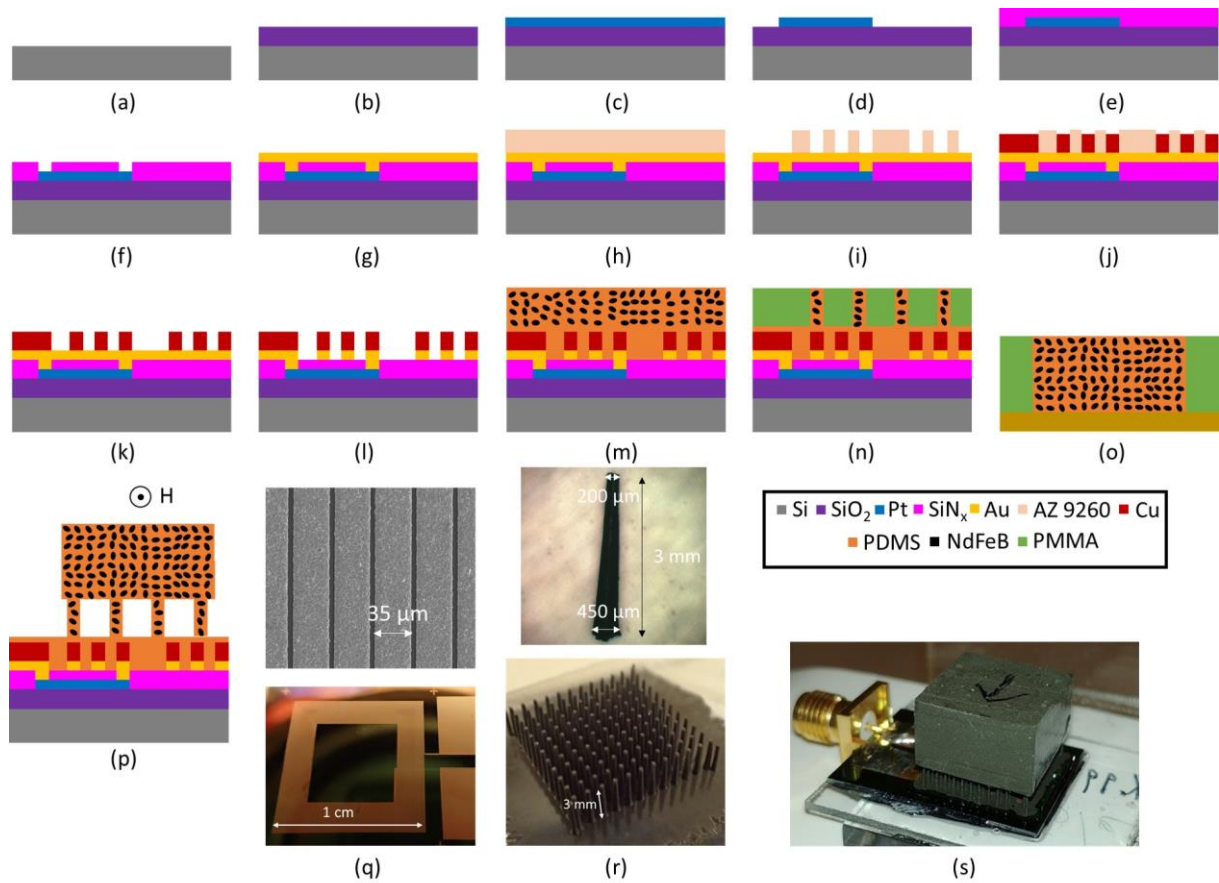 (a) (b) (c) (d) (e)
(f) (g) (h) (i) (j)
(k) (l) (m) (n) (o)
H
(p)
35 μm
1 cm
(q)
200 μm
3 mm
450 μm
3 mm
(r)
Si SiO₂ Pt SiNₓ Au AZ 9260 Cu
PDMS NdFeB PMMA
(s)